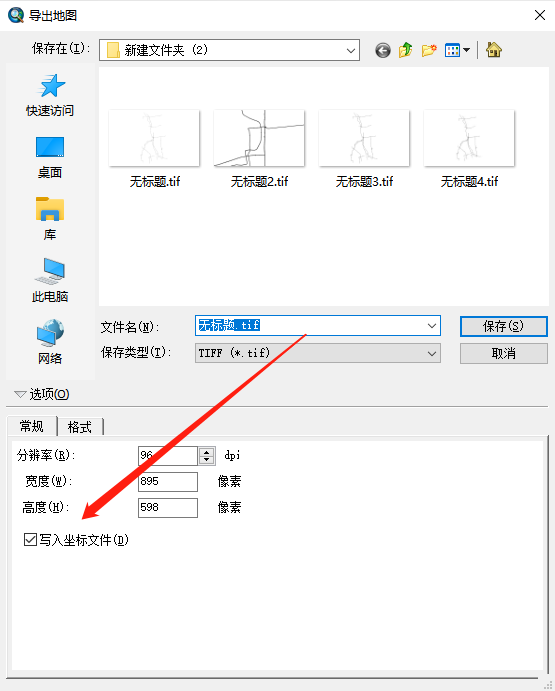 导出地图
保存在(I):
新建文件夹 (2)
快速访问
桌面
库
此电脑
网络
无标题.tif
无标题2.tif
无标题3.tif
无标题4.tif
文件名(N):
无标题.tif
保存(S)
保存类型(T):
TIFF (*.tif)
取消
选项(O)
常规
格式
分辨率(R):
96
dpi
宽度(W):
895
像素
高度(H):
598
像素
写入坐标文件(D)